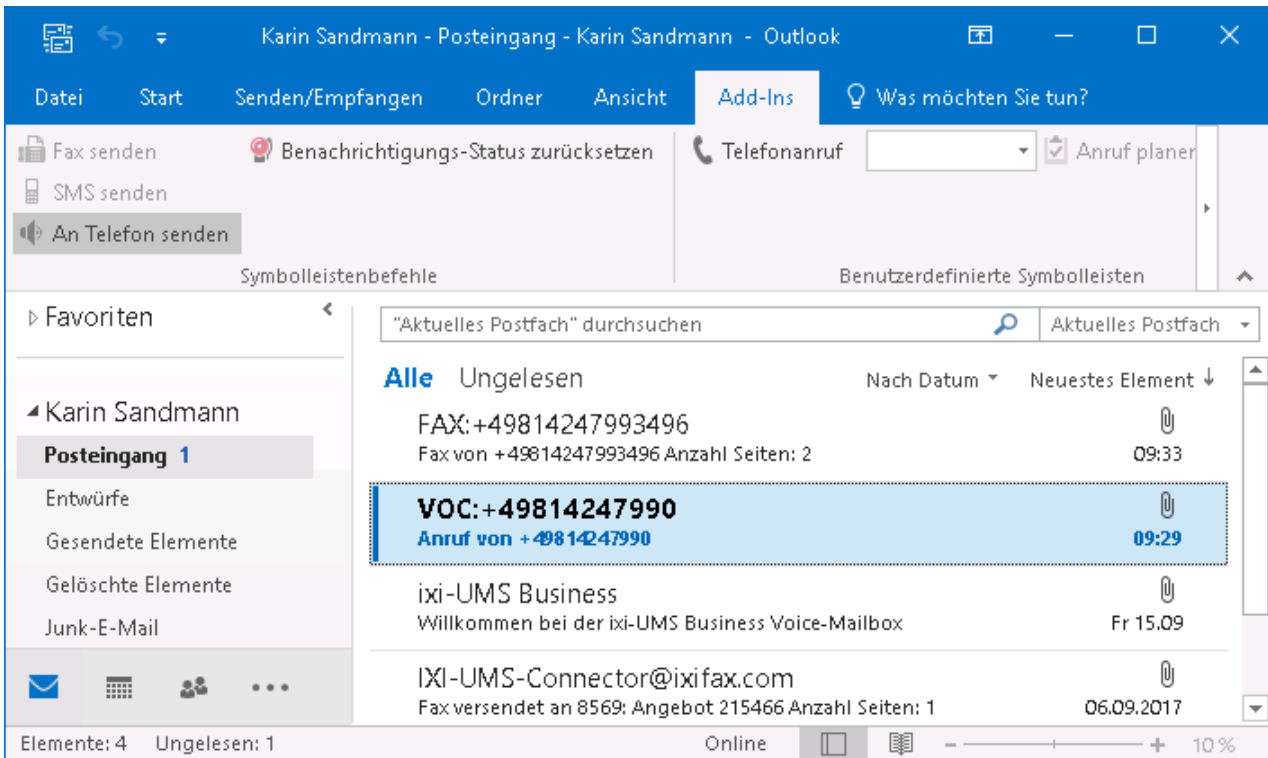 Karin Sandmann - Posteingang - Karin Sandmann - Outlook
Datei Start Senden/Empfangen Ordner Ansicht Add-Ins Was möchten Sie tun?
Fax senden Benachrichtigungs-Status zurücksetzen Telefonanruf Anruf planen
SMS senden
An Telefon senden
Symbolleistenbefehle Benutzerdefinierte Symbolleisten
Favoriten
"Aktuelles Postfach" durchsuchen Aktuelles Postfach
Alle Ungelesen Nach Datum Neuestes Element
Karin Sandmann
Posteingang 1
Entwürfe
Gesendete Elemente
Gelöschte Elemente
Junk-E-Mail
FAX:+49814247993496
Fax von +49814247993496 Anzahl Seiten: 2 09:33
VOC:+49814247990
Anruf von +49814247990 09:29
ixi-UMS Business
Willkommen bei der ixi-UMS Business Voice-Mailbox Fr 15.09
IXI-UMS-Connector@ixifax.com
Fax versendet an 8569: Angebot 215466 Anzahl Seiten: 1 06.09.2017
Elemente: 4 Ungelesen: 1 Online 10 %